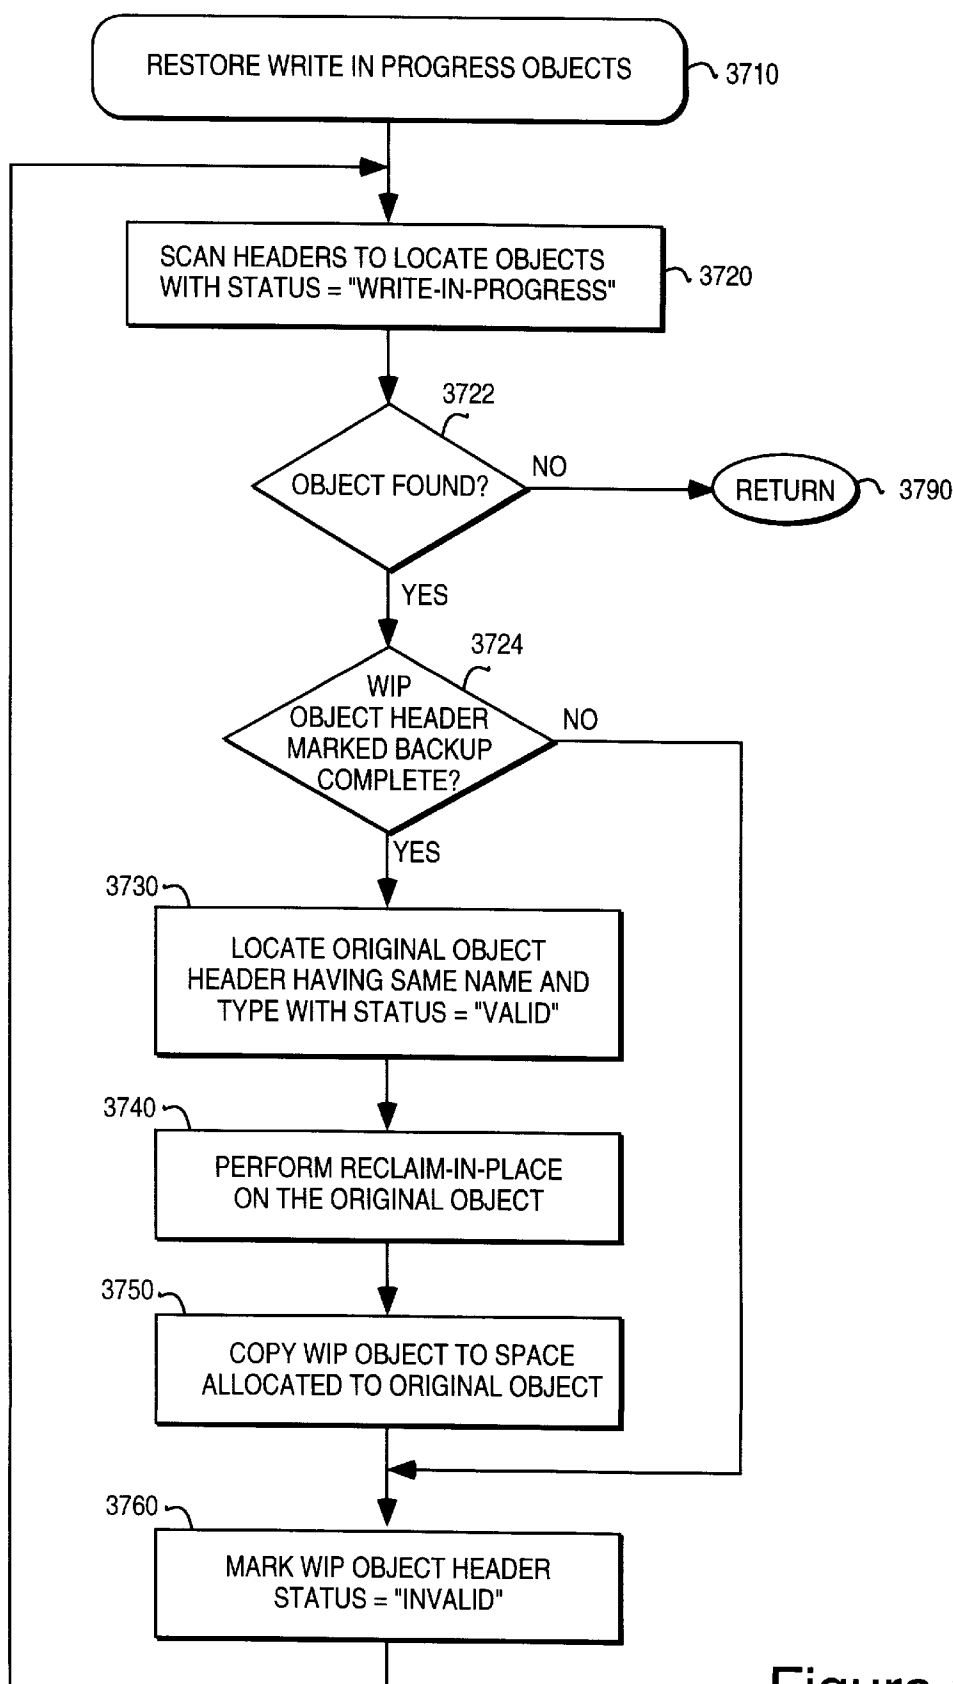 RESTORE WRITE IN PROGRESS OBJECTS
3710
SCAN HEADERS TO LOCATE OBJECTS
WITH STATUS = "WRITE-IN-PROGRESS"
3720
3722
OBJECT FOUND?
NO
RETURN
3790
YES
3724
WIP
OBJECT HEADER
MARKED BACKUP
COMPLETE?
NO
YES
3730
LOCATE ORIGINAL OBJECT
HEADER HAVING SAME NAME AND
TYPE WITH STATUS = "VALID"
3740
PERFORM RECLAIM-IN-PLACE
ON THE ORIGINAL OBJECT
3750
COPY WIP OBJECT TO SPACE
ALLOCATED TO ORIGINAL OBJECT
3760
MARK WIP OBJECT HEADER
STATUS = "INVALID"
Figure